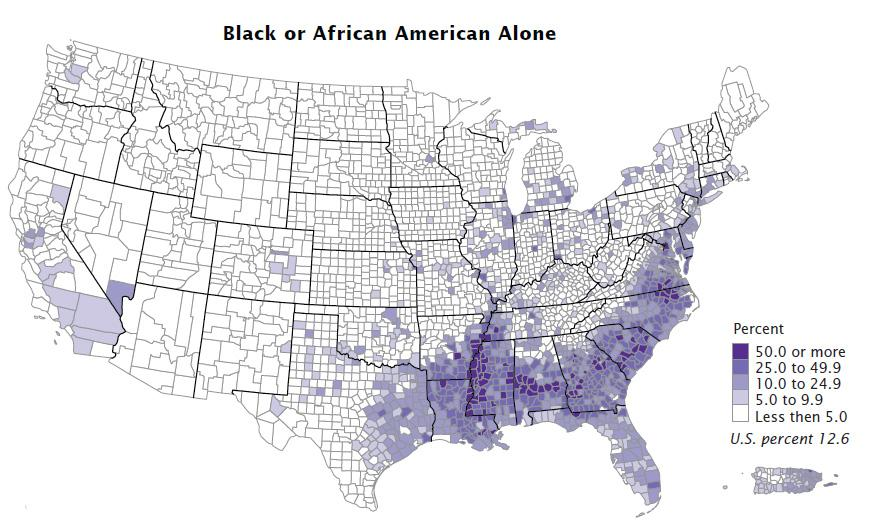 Black or African American Alone
Percent
50.0 or more
25.0 to 49.9
10.0 to 24.9
5.0 to 9.9
Less then 5.0
U.S. percent 12.6